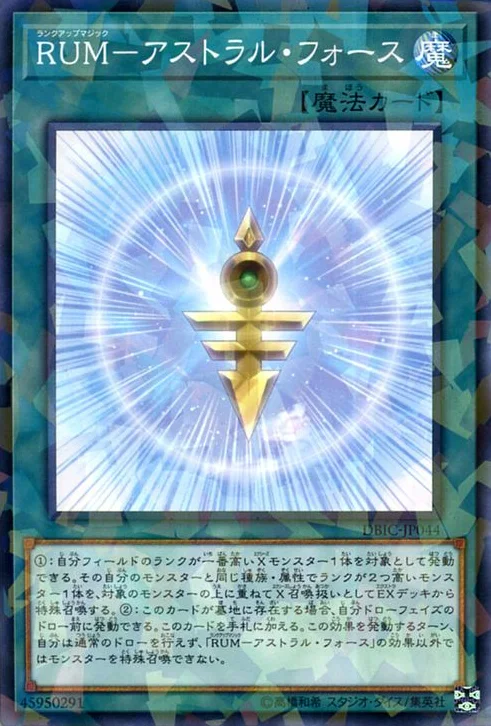 ランクアップマジック
RUM－アストラル・フォース 魔
【魔法カード】
DBIC-JP044
①：自分フィールドのランクが一番高いXモンスター1体を対象として発動
できる。その自分のモンスターと同じ種族・属性でランクが２つ高いモンス
ター1体を、対象のモンスターの上に重ねてX召喚扱いとしてEXデッキから
特殊召喚する。②：このカードが墓地に存在する場合、自分ドローフェイズの
ドロー前に発動できる。このカードを手札に加える。この効果を発動するターン、
自分は通常のドローを行えず、「RUM－アストラル・フォース」の効果以外で
はモンスターを特殊召喚できない。
45950291
©高橋和希 スタジオ・ダイス/集英社